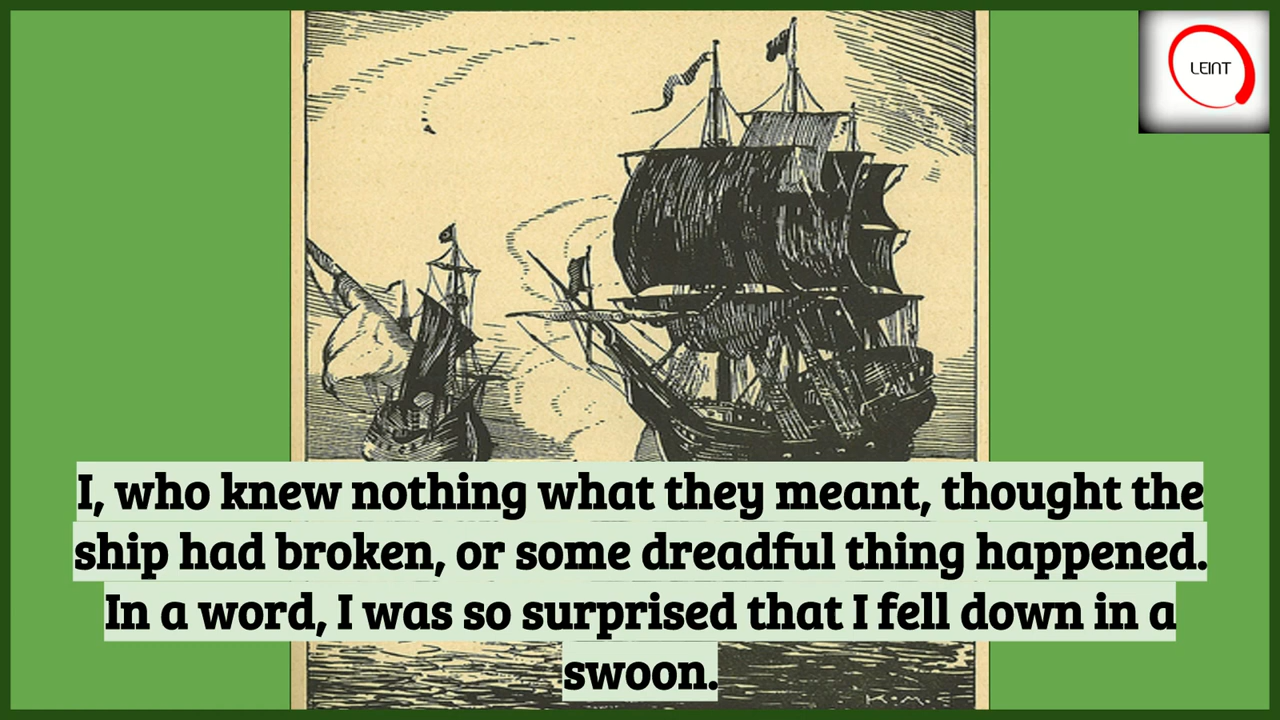 LEINT
I, who knew nothing what they meant, thought the
ship had broken, or some dreadful thing happened.
In a word, I was so surprised that I fell down in a
swoon.
K.M.